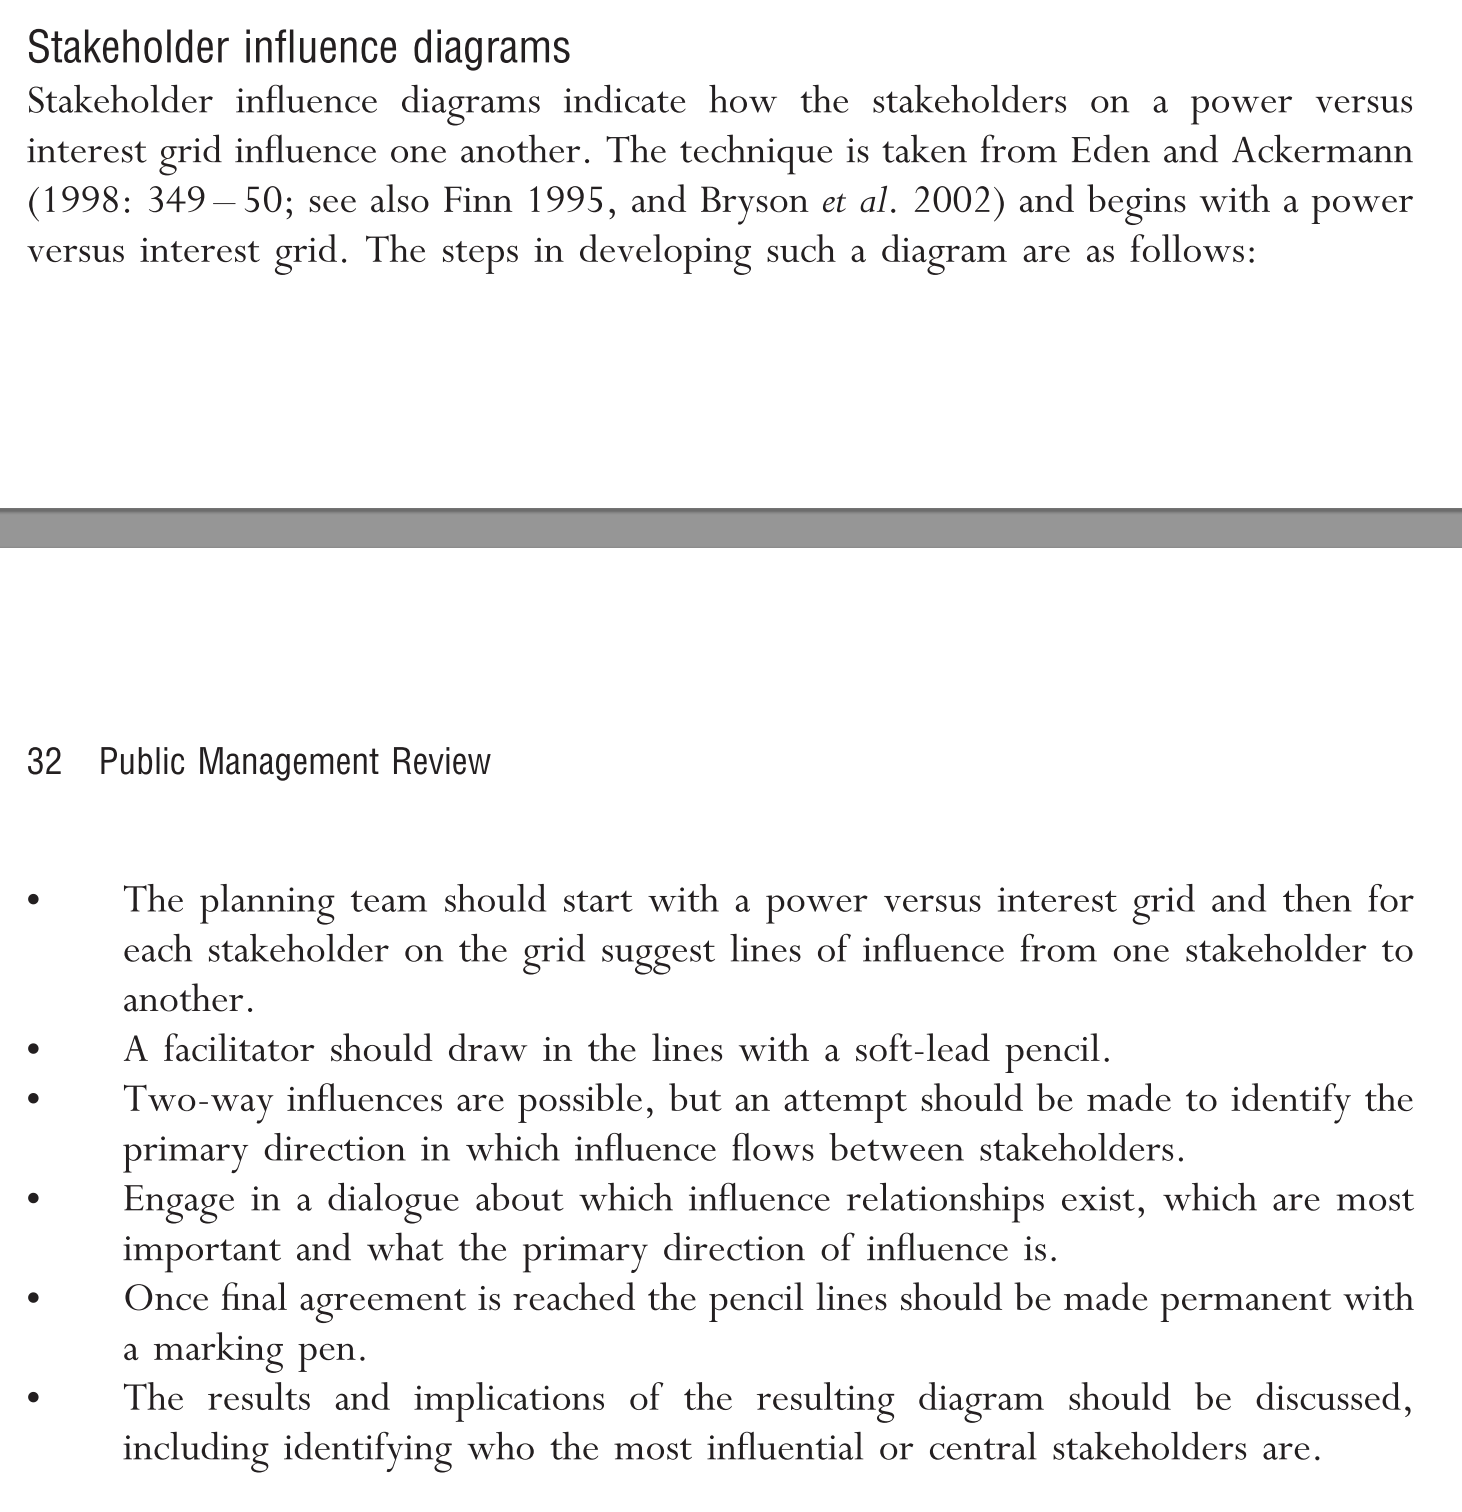 Stakeholder influence diagrams
Stakeholder influence diagrams indicate how the stakeholders on a power versus
interest grid influence one another. The technique is taken from Eden and Ackermann
(1998: 349 – 50; see also Finn 1995, and Bryson et al. 2002) and begins with a power
versus interest grid. The steps in developing such a diagram are as follows:
32 Public Management Review
• The planning team should start with a power versus interest grid and then for
each stakeholder on the grid suggest lines of influence from one stakeholder to
another.
• A facilitator should draw in the lines with a soft-lead pencil.
• Two-way influences are possible, but an attempt should be made to identify the
primary direction in which influence flows between stakeholders.
• Engage in a dialogue about which influence relationships exist, which are most
important and what the primary direction of influence is.
• Once final agreement is reached the pencil lines should be made permanent with
a marking pen.
• The results and implications of the resulting diagram should be discussed,
including identifying who the most influential or central stakeholders are.